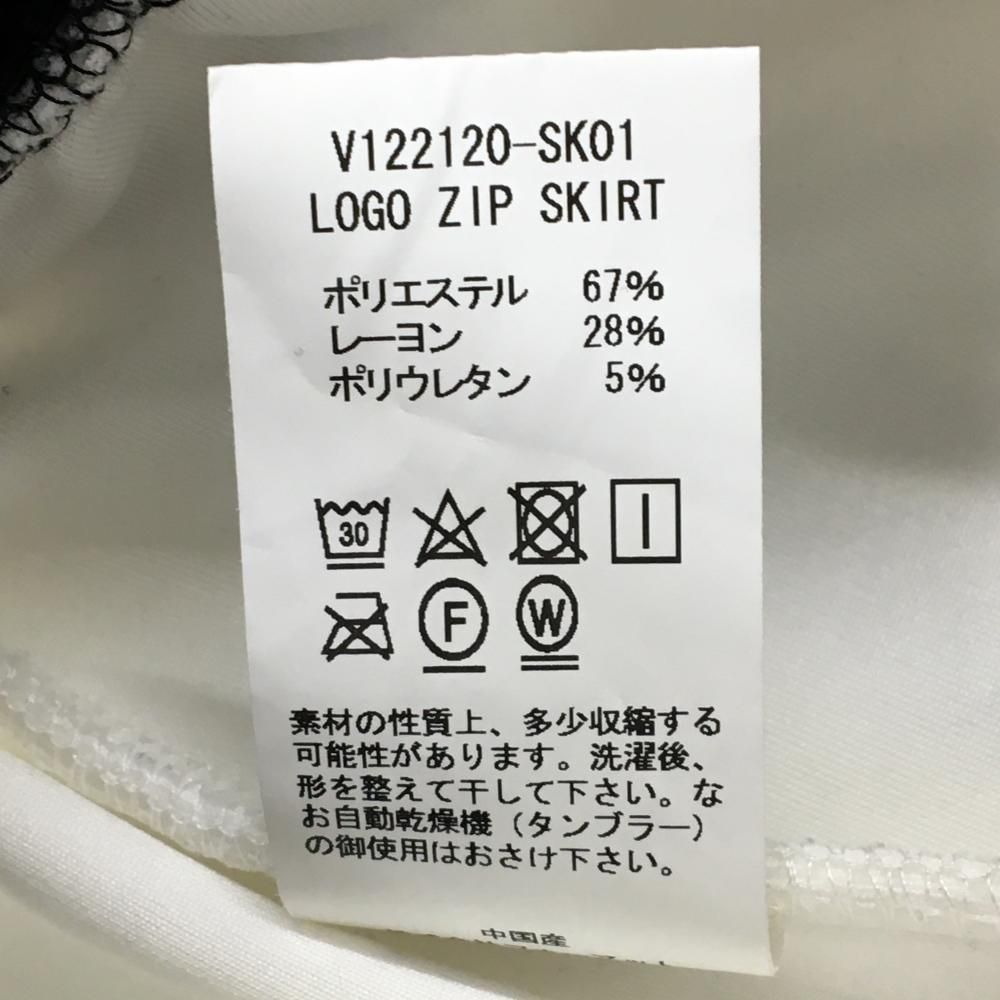 V122120-SK01
LOGO ZIP SKIRT
ポリエステル 67%
レーヨン 28%
ポリウレタン 5%
30
F W
素材の性質上、多少収縮する
可能性があります。洗濯後、
形を整えて干して下さい。な
お自動乾燥機（タンブラー）
の御使用はおさけ下さい。
中国産